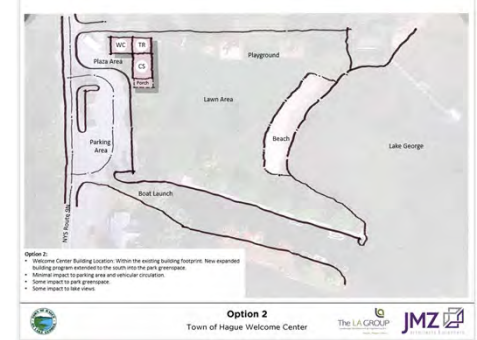 WC TR
Plaza Area
CS
Porch
Playground
Lawn Area
Parking
Area
Beach
Lake George
Boat Launch
NYS Route 9N
Option 2:
• Welcome Center Building Location: Within the existing building footprint. New expanded
building program extended to the south into the park greenspace.
• Minimal impact to parking area and vehicular circulation.
• Some impact to park greenspace.
• Some impact to lake views.
Option 2
Town of Hague Welcome Center
The LA GROUP
JMZ